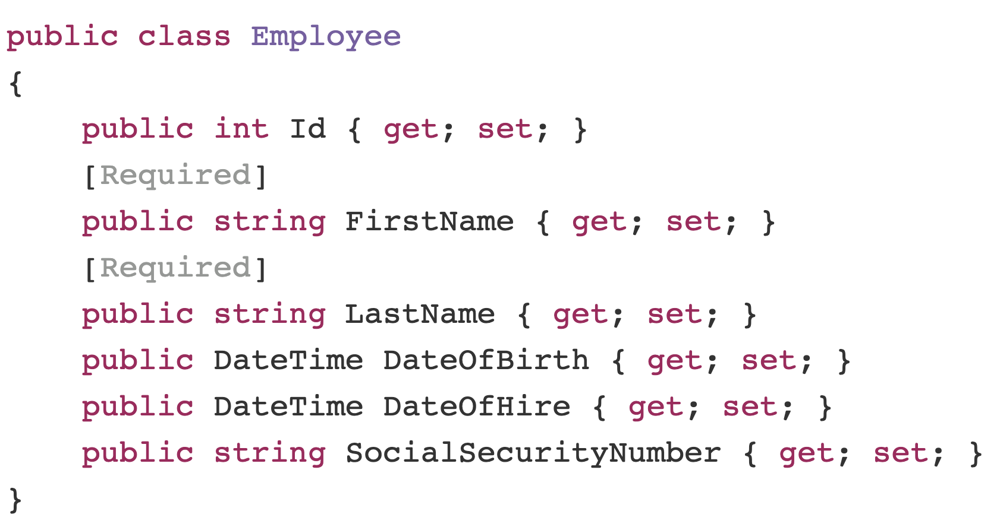 public class Employee
{
    public int Id { get; set; }
    [Required]
    public string FirstName { get; set; }
    [Required]
    public string LastName { get; set; }
    public DateTime DateOfBirth { get; set; }
    public DateTime DateOfHire { get; set; }
    public string SocialSecurityNumber { get; set; }
}